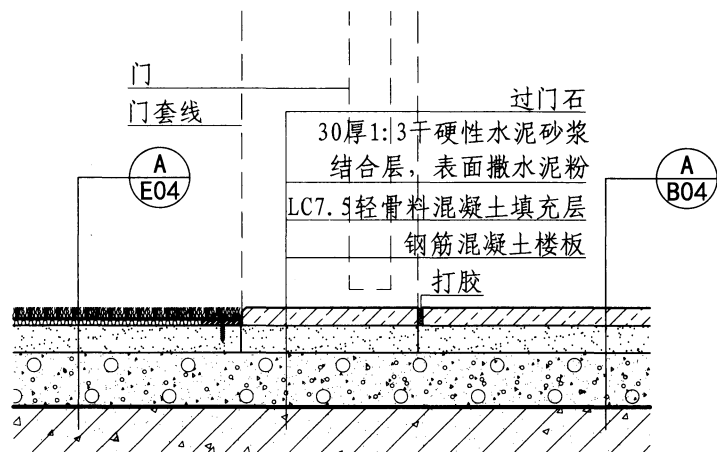 门
门套线
过门石
30厚1:3干硬性水泥砂浆
结合层，表面撒水泥粉
LC7.5轻骨料混凝土填充层
钢筋混凝土楼板
打胶
A
E04
A
B04